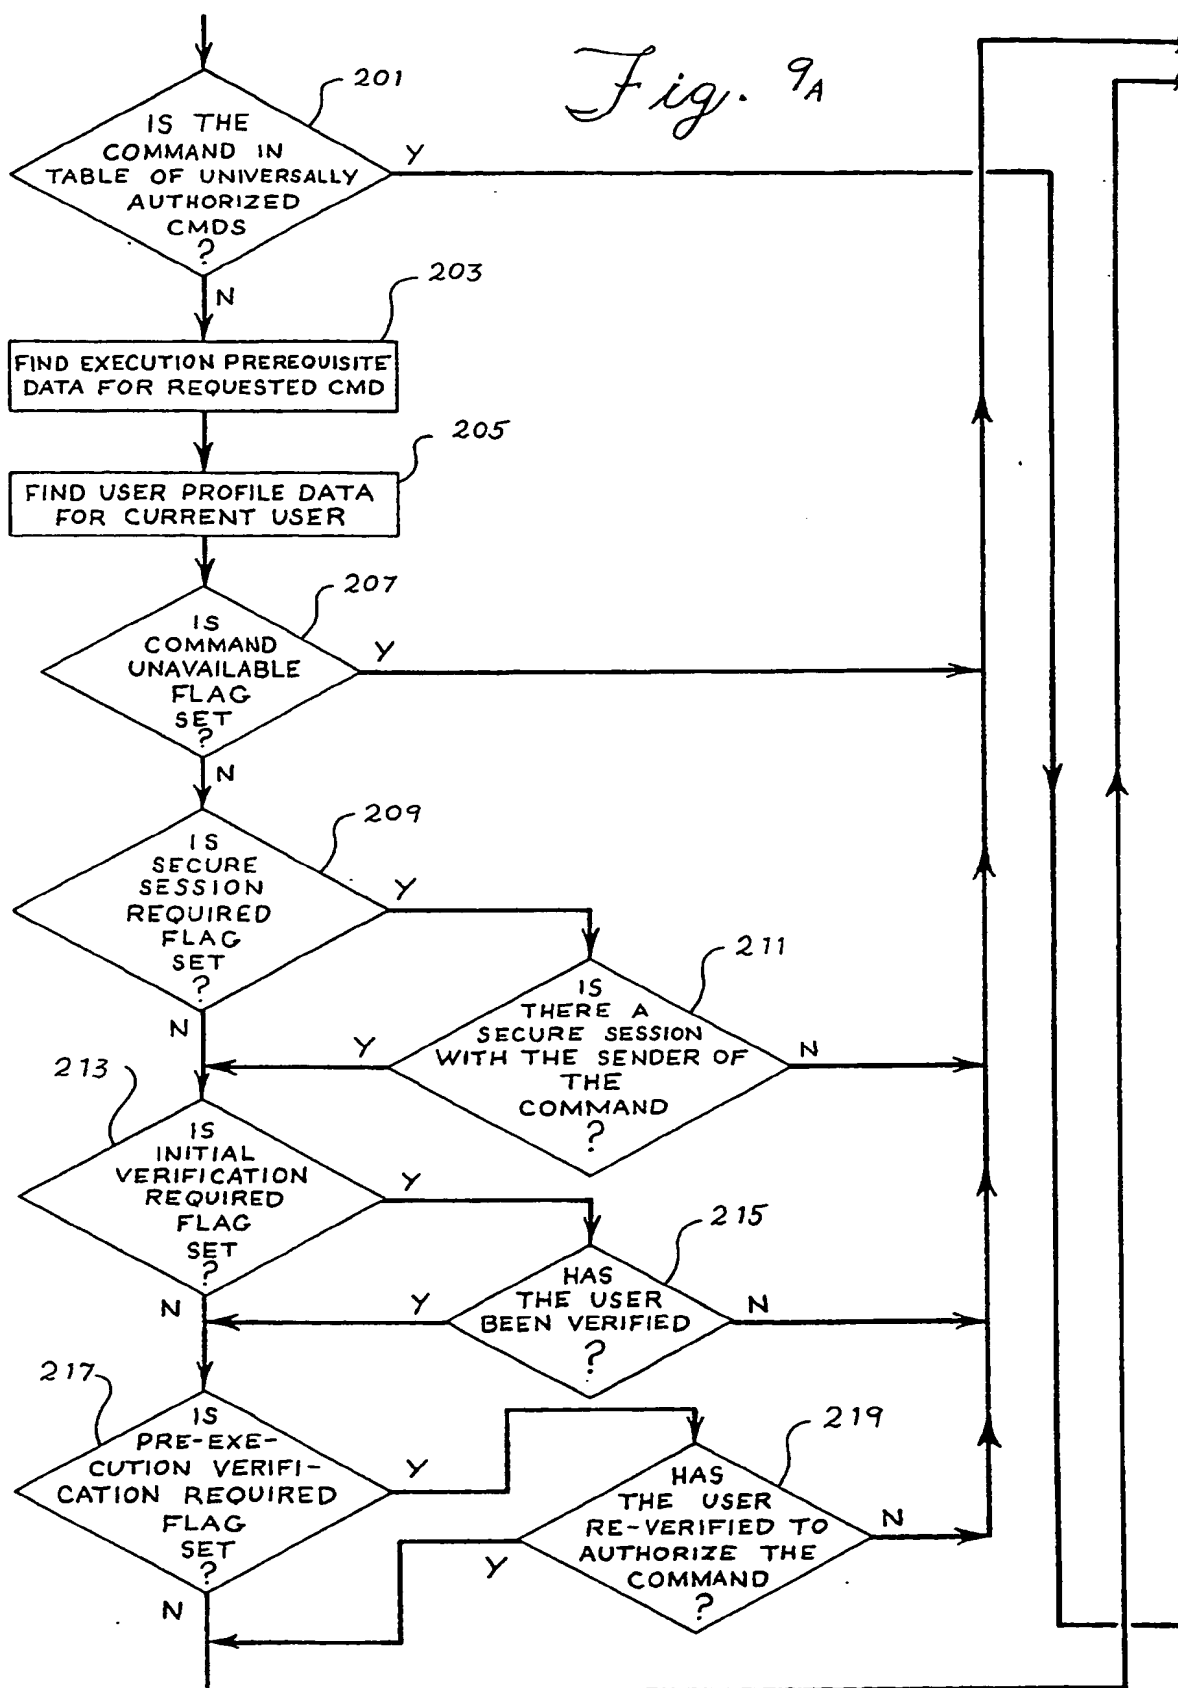 Fig. 9A
201
IS THE
COMMAND IN
TABLE OF UNIVERSALLY
AUTHORIZED
CMDS
?
Y
N
203
FIND EXECUTION PREREQUISITE
DATA FOR REQUESTED CMD
205
FIND USER PROFILE DATA
FOR CURRENT USER
207
IS
COMMAND
UNAVAILABLE
FLAG
SET
?
Y
N
209
IS
SECURE
SESSION
REQUIRED
FLAG
SET
?
Y
N
211
IS
THERE A
SECURE SESSION
WITH THE SENDER OF
THE
COMMAND
?
Y
N
213
IS
INITIAL
VERIFICATION
REQUIRED
FLAG
SET
?
Y
N
215
HAS
THE USER
BEEN VERIFIED
?
Y
N
217
IS
PRE-EXE-
CUTION VERIFI-
CATION REQUIRED
FLAG
SET
?
Y
N
219
HAS
THE USER
RE-VERIFIED TO
AUTHORIZE THE
COMMAND
?
Y
N